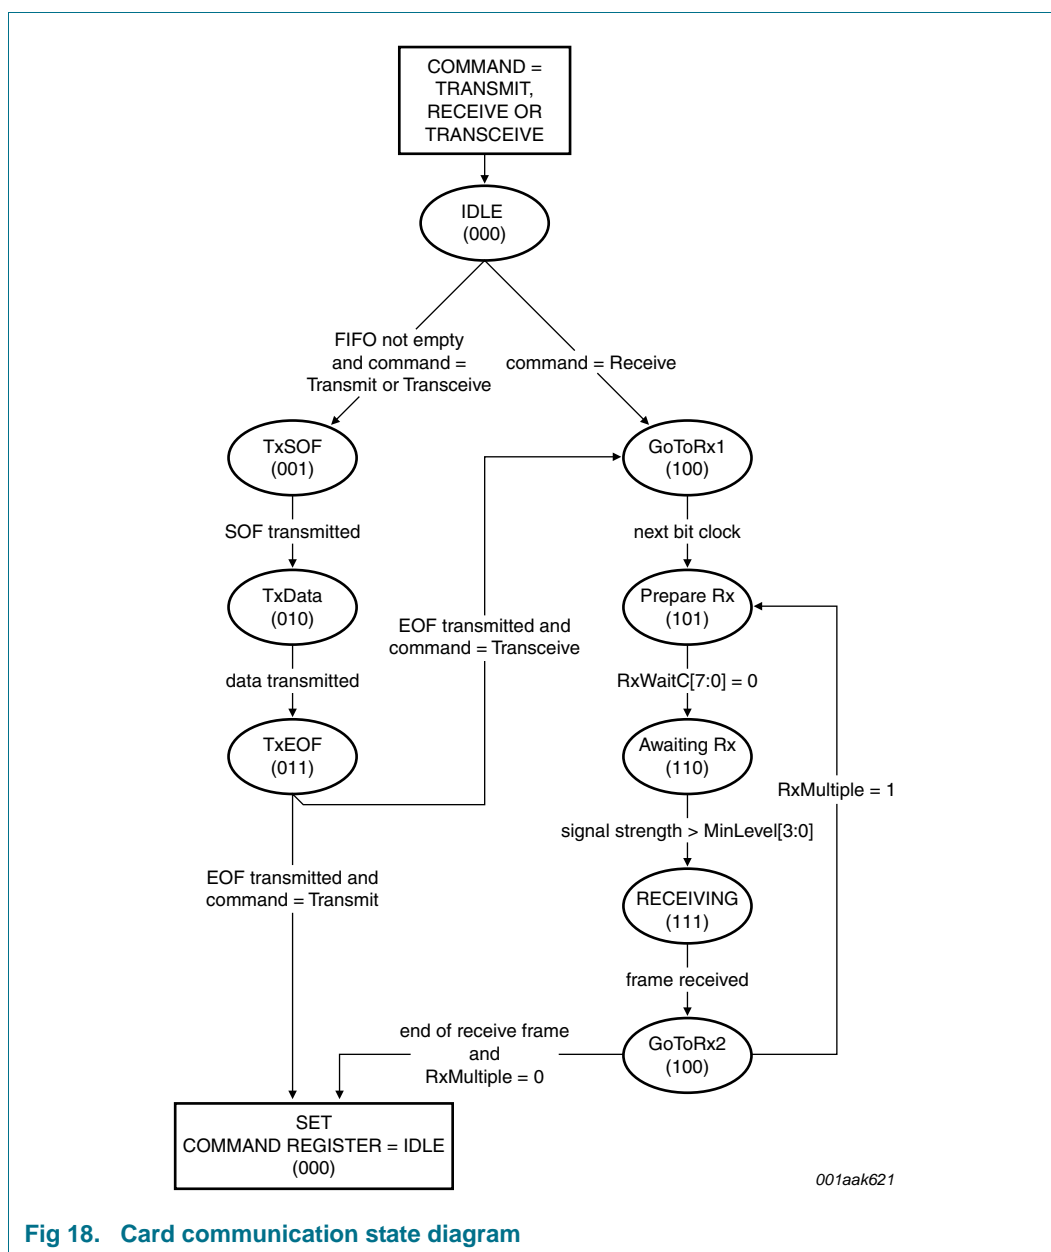 COMMAND =
TRANSMIT,
RECEIVE OR
TRANSCEIVE
IDLE
(000)
FIFO not empty
and command =
Transmit or Transceive
command = Receive
TxSOF
(001)
GoToRx1
(100)
SOF transmitted
next bit clock
TxData
(010)
Prepare Rx
(101)
EOF transmitted and
command = Transceive
data transmitted
RxWaitC[7:0] = 0
TxEOF
(011)
Awaiting Rx
(110)
RxMultiple = 1
signal strength > MinLevel[3:0]
EOF transmitted and
command = Transmit
RECEIVING
(111)
frame received
end of receive frame
and
RxMultiple = 0
GoToRx2
(100)
SET
COMMAND REGISTER = IDLE
(000)
001aak621
Fig 18. Card communication state diagram